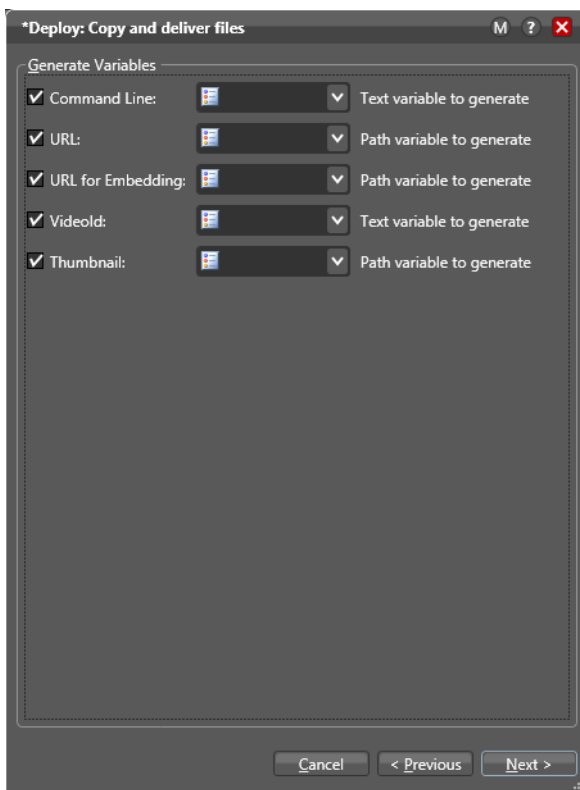 *Deploy: Copy and deliver files M ? X
Generate Variables
Command Line: Text variable to generate
URL: Path variable to generate
URL for Embedding: Path variable to generate
VideoId: Text variable to generate
Thumbnail: Path variable to generate
Cancel < Previous Next >